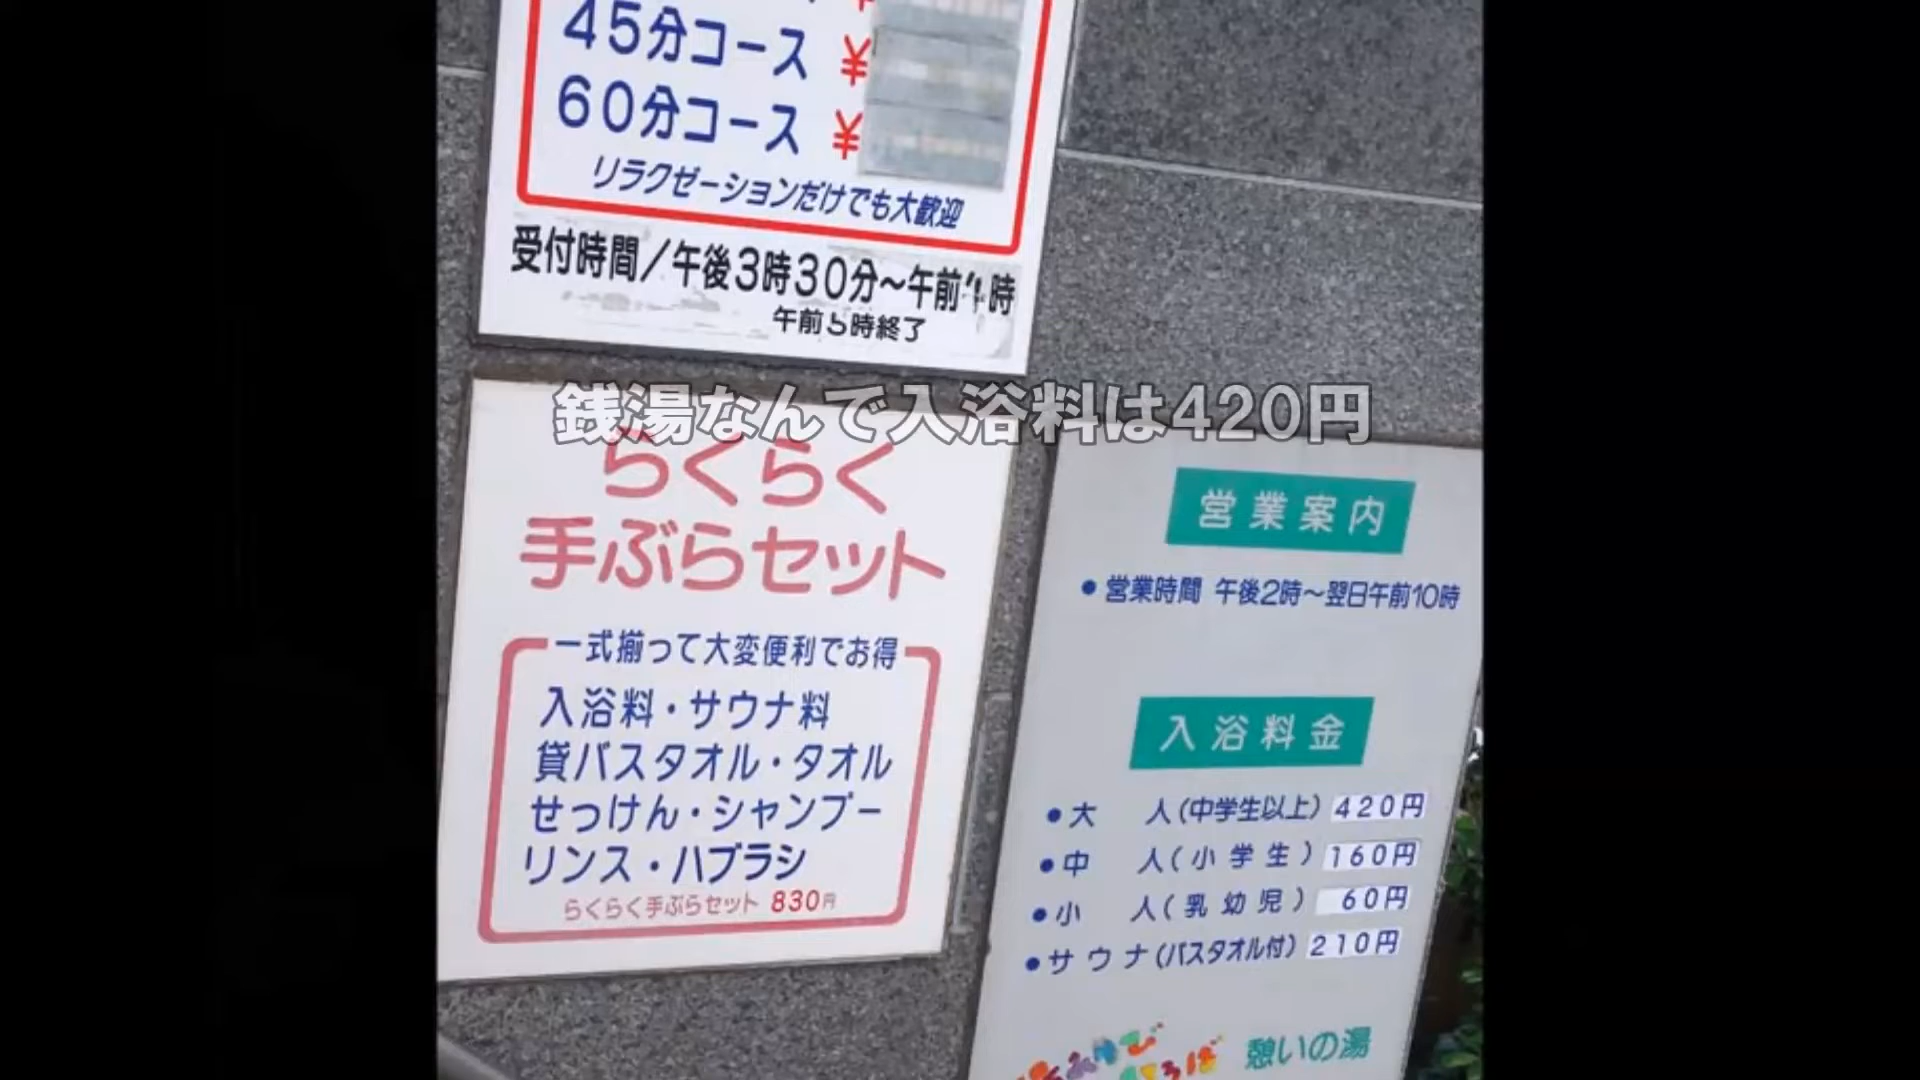 45分コース ¥
60分コース ¥
リラクゼーションだけでも大歓迎
受付時間/午後3時30分~午前 時
午前5時終了
銭湯なんで入浴料は420円
らくらく
手ぶらセット
一式揃って大変便利でお得
入浴料・サウナ料
貸バスタオル・タオル
せっけん・シャンプー
リンス・ハブラシ
らくらく手ぶらセット 830円
営業案内
●営業時間 午後2時~翌日午前10時
入浴料金
●大 人(中学生以上) 420円
●中 人(小学生) 160円
●小 人(乳幼児) 60円
●サウナ(バスタオル付) 210円
憩いの湯